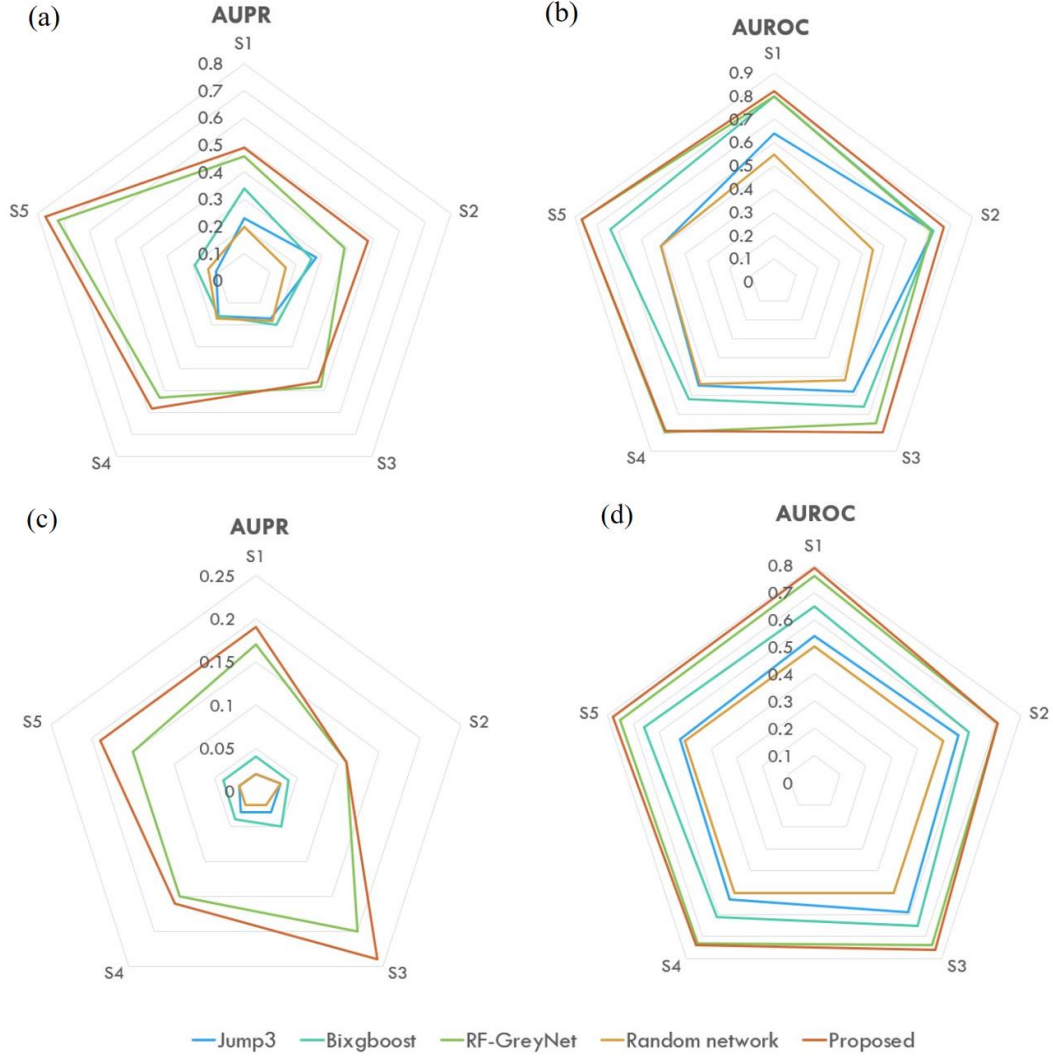 (a)
AUPR
S1
0.8
0.7
0.6
0.5
0.4
0.3
0.2
0.1
0
S5
S2
S4
S3
(b)
AUROC
S1
0.9
0.8
0.7
0.6
0.5
0.4
0.3
0.2
0.1
0
S5
S2
S4
S3
(c)
AUPR
S1
0.25
0.2
0.15
0.1
0.05
0
S5
S2
S4
S3
(d)
AUROC
S1
0.8
0.7
0.6
0.5
0.4
0.3
0.2
0.1
0
S5
S2
S4
S3
Jump3 Bixgboost RF-GreyNet Random network Proposed